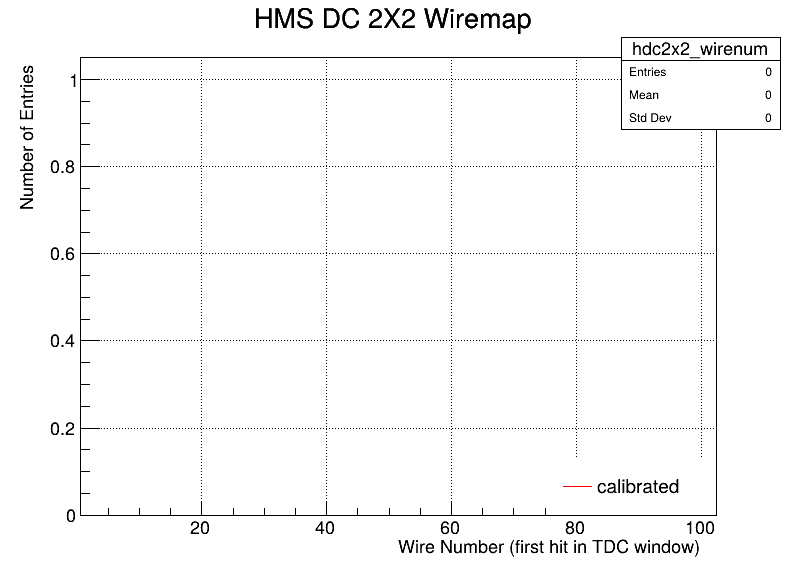 HMS DC 2X2 Wiremap
hdc2x2_wirenum
Entries 0
Mean 0
Std Dev 0
Number of Entries
1
0.8
0.6
0.4
0.2
0
calibrated
20 40 60 80 100
Wire Number (first hit in TDC window)